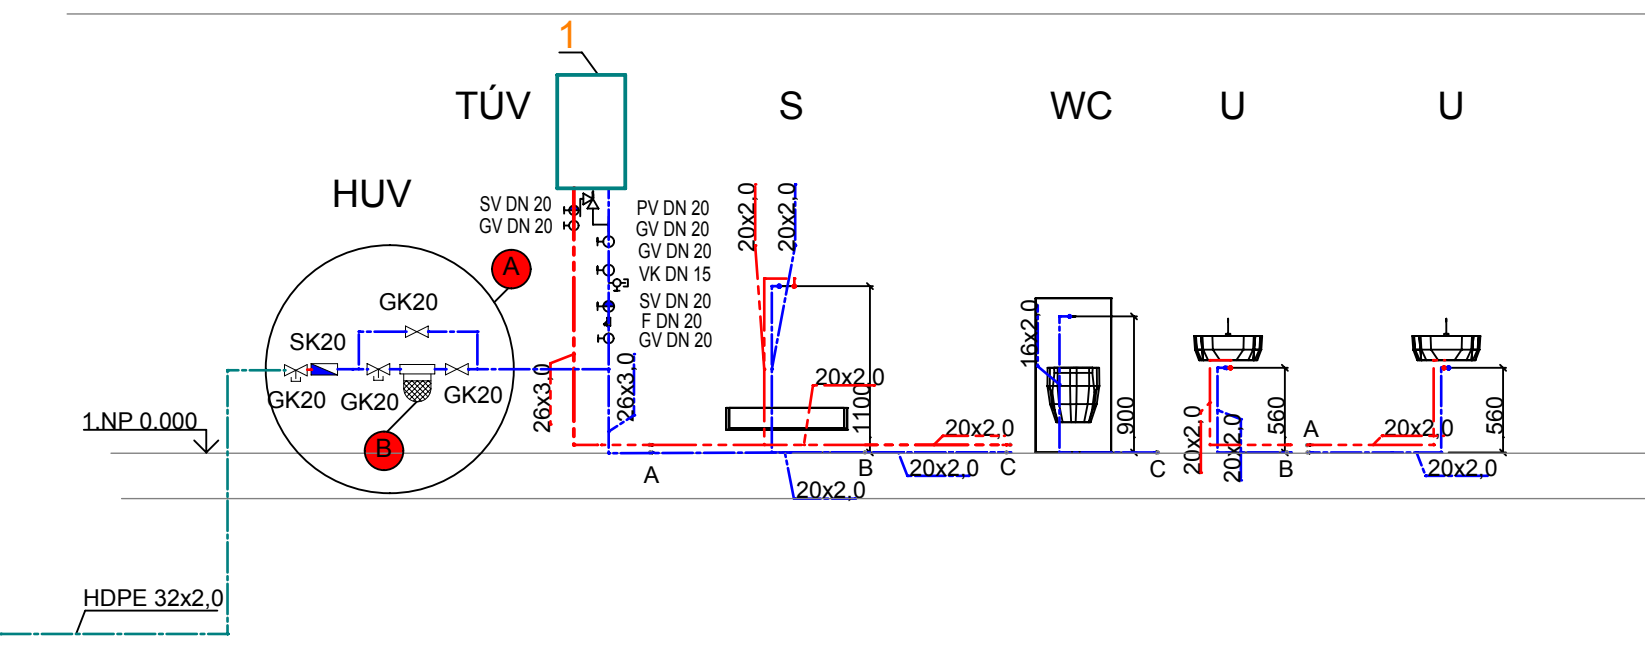 1
TÚV
S
WC
U
U
HUV
SV DN 20
GV DN 20
PV DN 20
GV DN 20
GV DN 20
VK DN 15
SV DN 20
F DN 20
GV DN 20
20x2,0
20x2,0
A
GK20
SK20
GK20
GK20
GK20
B
26x3,0
26x3,0
20x2,0
1100
16x2,0
900
20x2,0
20x2,0
560
560
1.NP 0,000
20x2,0
20x2,0
A
B
C
C
B
A
20x2,0
20x2,0
20x2,0
HDPE 32x2,0